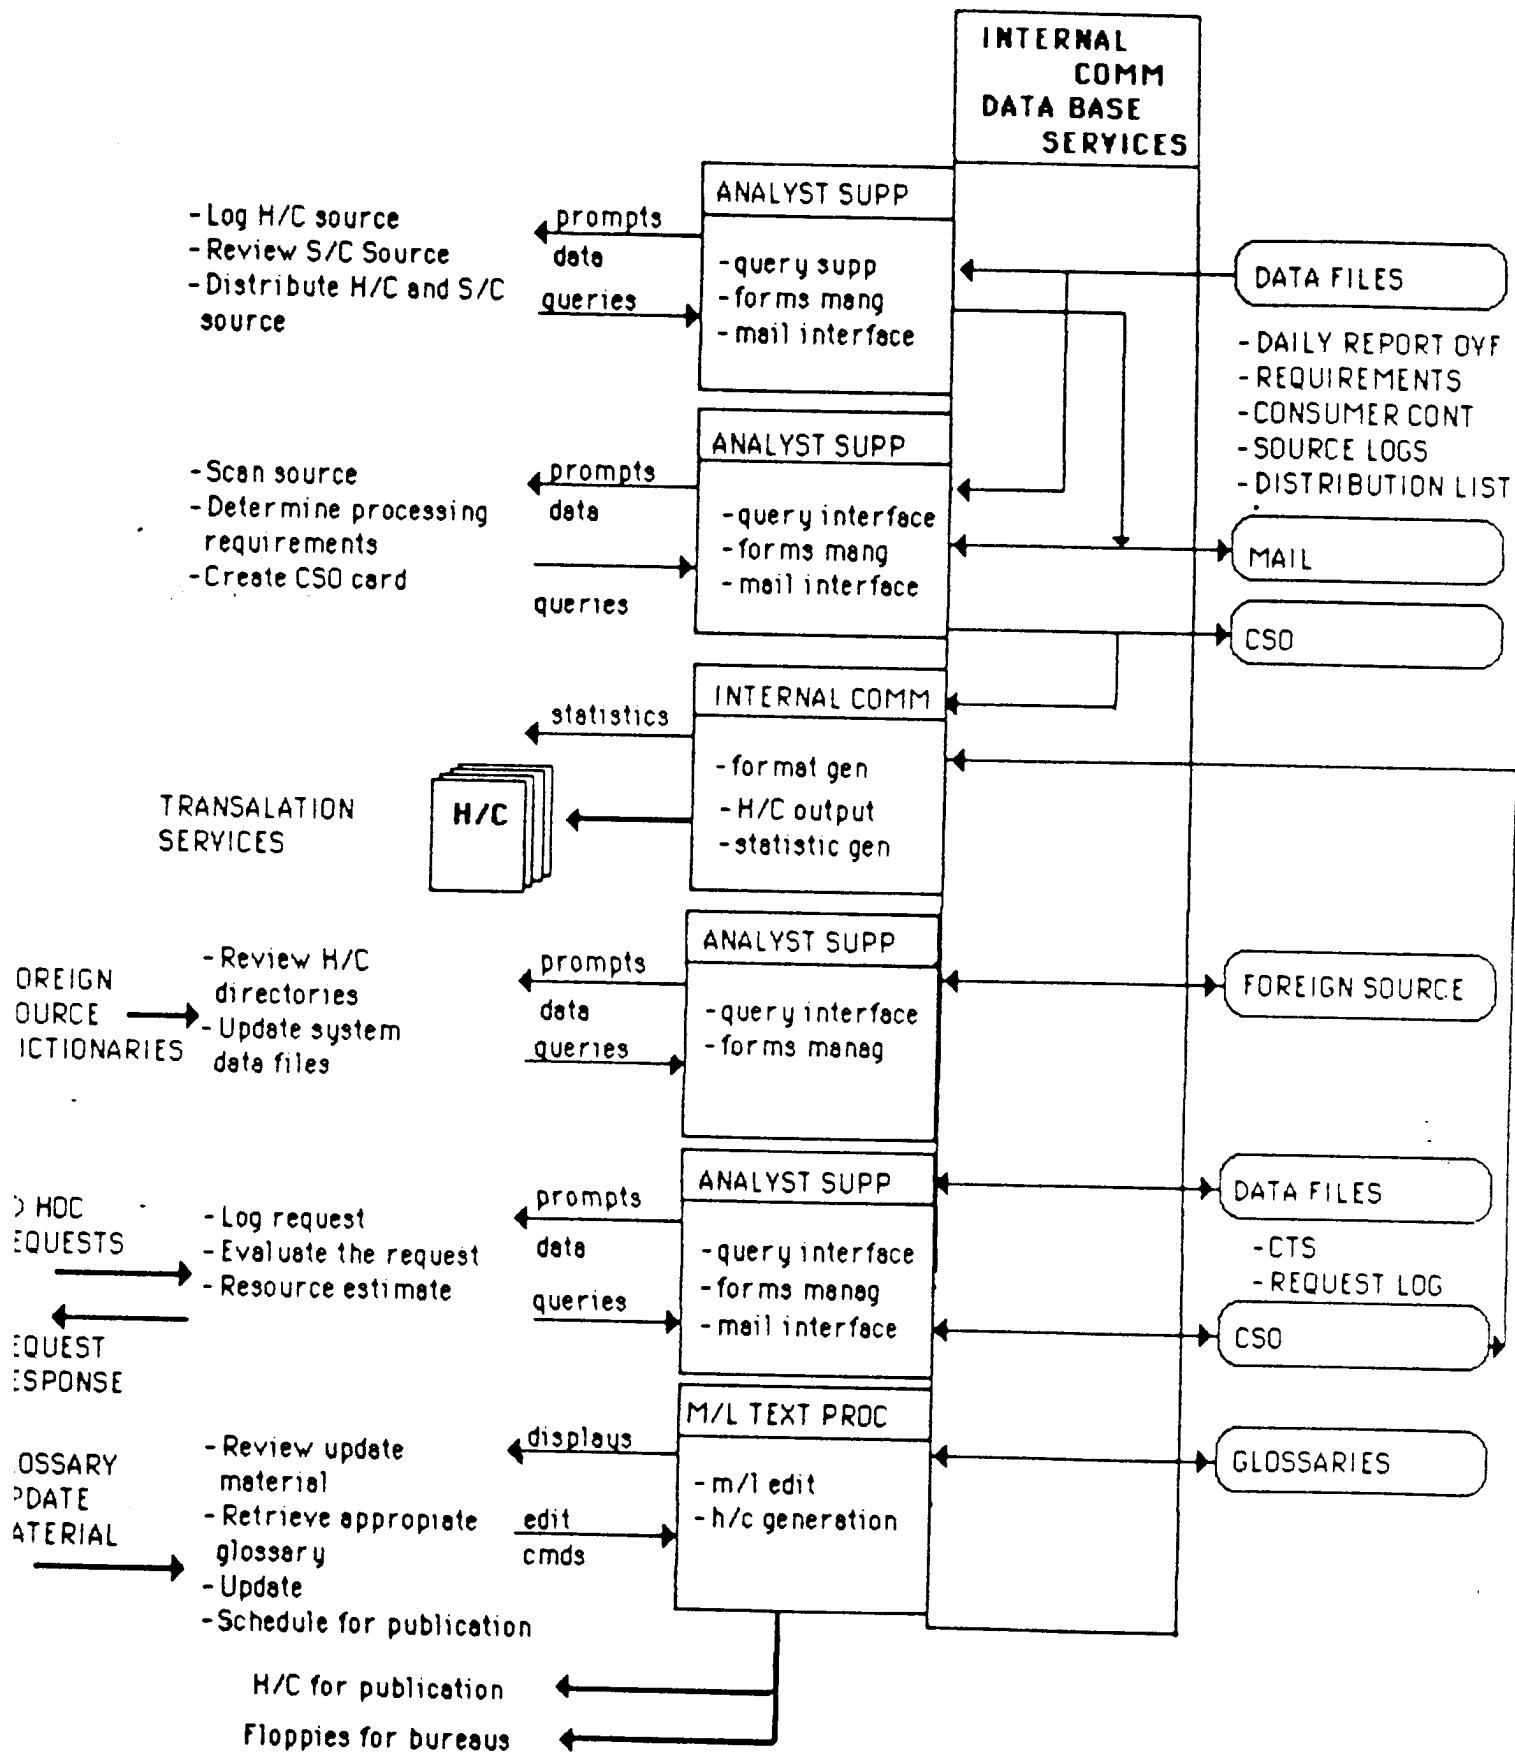 INTERNAL
COMM
DATA BASE
SERVICES
ANALYST SUPP
- Log H/C source
- Review S/C Source
- Distribute H/C and S/C
source
prompts
data
queries
- query supp
- forms mang
- mail interface
DATA FILES
- DAILY REPORT OVF
- REQUIREMENTS
- CONSUMER CONT
- SOURCE LOGS
- DISTRIBUTION LIST
ANALYST SUPP
- Scan source
- Determine processing
requirements
- Create CSO card
prompts
data
queries
- query interface
- forms mang
- mail interface
MAIL
CSO
INTERNAL COMM
statistics
- format gen
- H/C output
- statistic gen
TRANSALATION
SERVICES
H/C
ANALYST SUPP
OREIGN
OURCE
ICTIONARIES
- Review H/C
directories
- Update system
data files
prompts
data
queries
- query interface
- forms manag
FOREIGN SOURCE
ANALYST SUPP
HOC
EQUESTS
- Log request
- Evaluate the request
- Resource estimate
prompts
data
queries
- query interface
- forms manag
- mail interface
DATA FILES
- CTS
- REQUEST LOG
CSO
EQUEST
ESPONSE
M/L TEXT PROC
OSSARY
PDATE
ATERIAL
- Review update
material
- Retrieve appropiate
glossary
- Update
- Schedule for publication
displays
edit
cmds
- m/l edit
- h/c generation
GLOSSARIES
H/C for publication
Floppies for bureaus